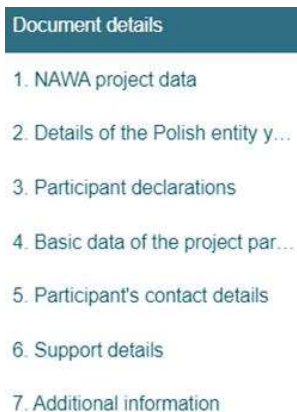 Document details
1. NAWA project data
2. Details of the Polish entity y...
3. Participant declarations
4. Basic data of the project par...
5. Participant's contact details
6. Support details
7. Additional information